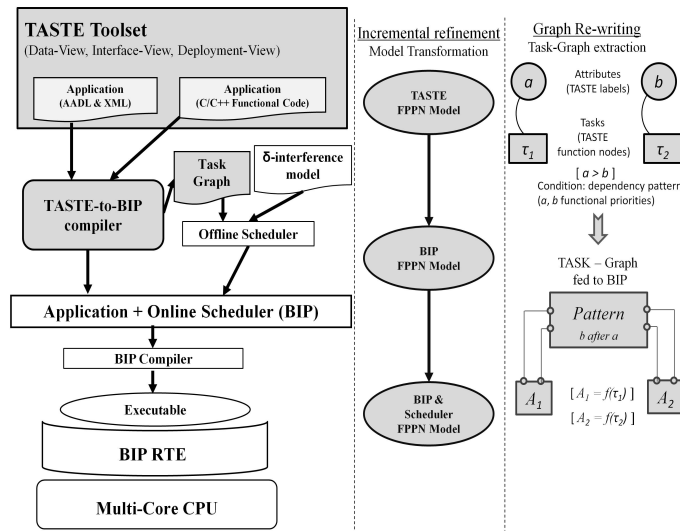 TASTE Toolset
(Data-View, Interface-View, Deployment-View)
Application
(AADL & XML)
Application
(C/C++ Functional Code)
TASTE-to-BIP
compiler
Task
Graph
δ-interference
model
Offline Scheduler
Application + Online Scheduler (BIP)
BIP Compiler
Executable
BIP RTE
Multi-Core CPU
Incremental refinement
Model Transformation
TASTE
FPPN Model
BIP
FPPN Model
BIP &
Scheduler
FPPN Model
Graph Re-writing
Task-Graph extraction
a
Attributes
(TASTE labels)
b
Tasks
(TASTE
function nodes)
τ1
τ2
[ a > b ]
Condition: dependency pattern
(a, b functional priorities)
TASK – Graph
fed to BIP
Pattern
b after a
A1
[ A1 = f(τ1) ]
A2
[ A2 = f(τ2) ]